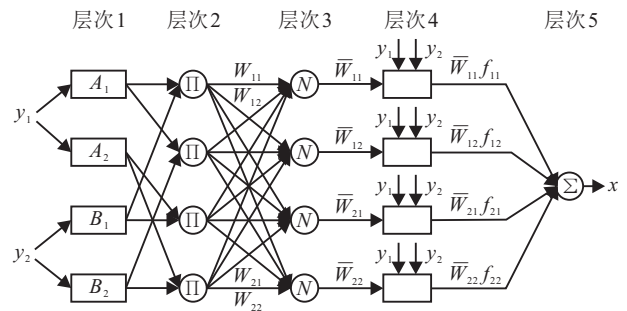 层次1 层次2 层次3 层次4 层次5
y₁ y₂
A₁ Π W₁₁ N W̅₁₁ W̅₁₁f₁₁
W₁₂
y₁
y₁ y₂
A₂ Π N W̅₁₂ W̅₁₂f₁₂
Σ x
y₁ y₂
B₁ Π N W̅₂₁ W̅₂₁f₂₁
y₂
y₁ y₂
W₂₁
B₂ Π N W̅₂₂ W̅₂₂f₂₂
W₂₂